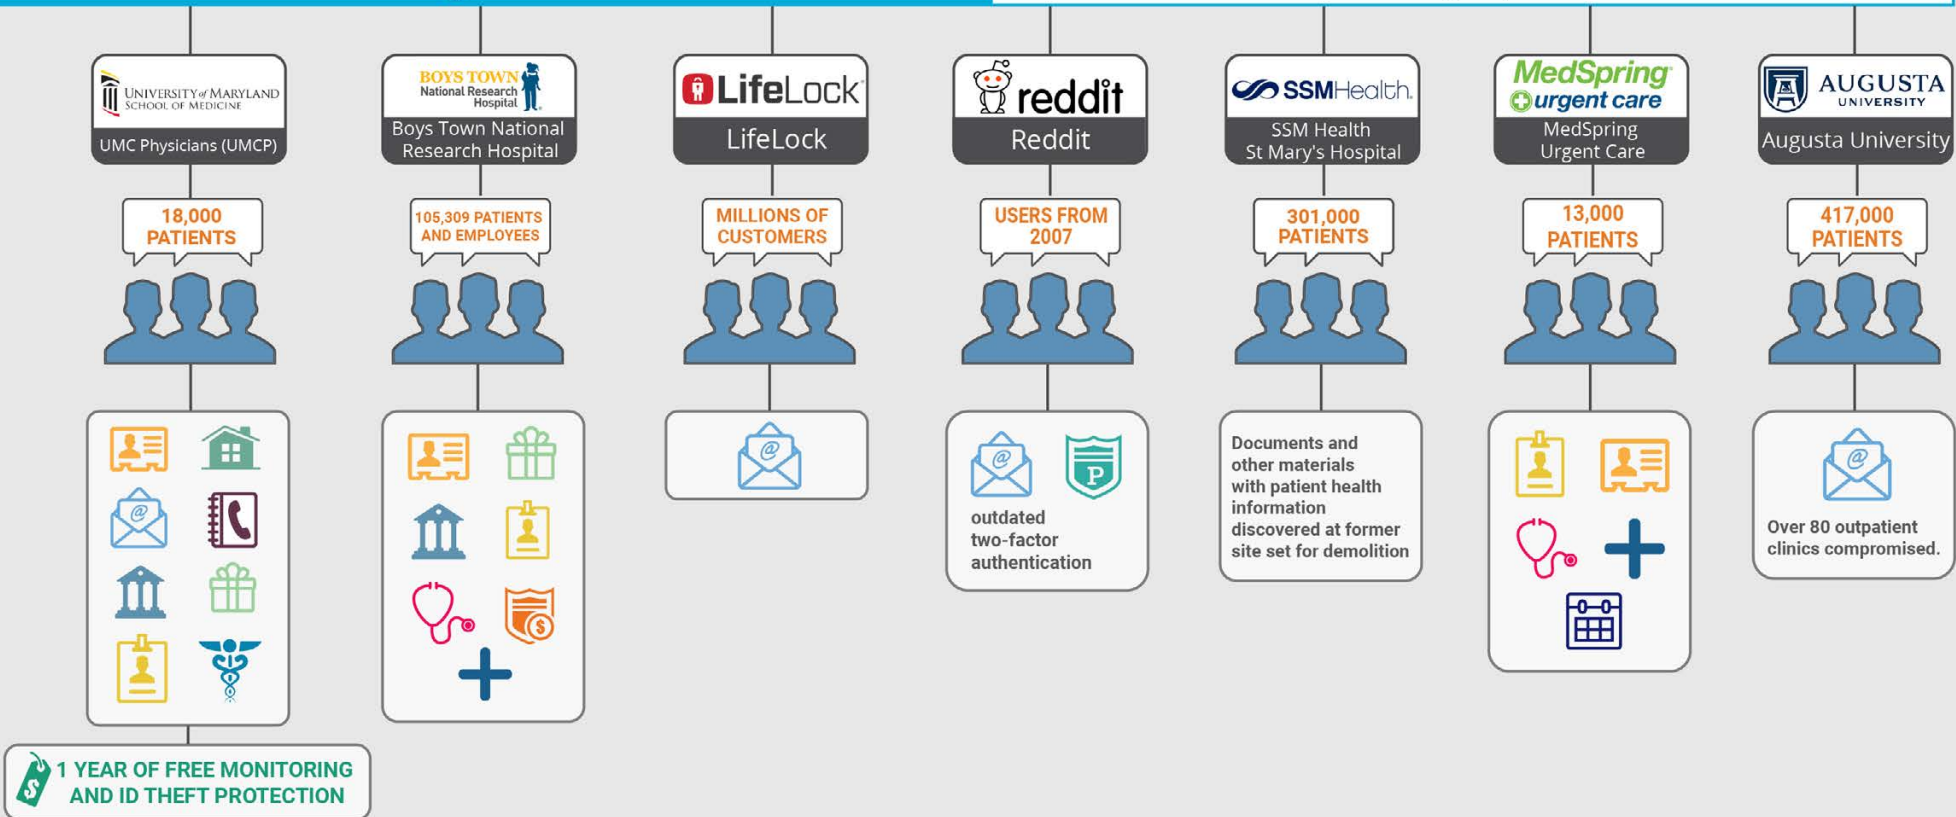 UNIVERSITY of MARYLAND
SCHOOL OF MEDICINE
UMC Physicians (UMCP)
18,000
PATIENTS
1 YEAR OF FREE MONITORING
AND ID THEFT PROTECTION
$
BOYS TOWN
National Research
Hospital
Boys Town National
Research Hospital
105,309 PATIENTS
AND EMPLOYEES
$
LifeLock
LifeLock
MILLIONS OF
CUSTOMERS
@
reddit
Reddit
USERS FROM
2007
@
P
outdated
two-factor
authentication
SSMHealth.
SSM Health
St Mary's Hospital
301,000
PATIENTS
Documents and
other materials
with patient health
information
discovered at former
site set for demolition
MedSpring
urgent care
MedSpring
Urgent Care
13,000
PATIENTS
AUGUSTA
UNIVERSITY
Augusta University
417,000
PATIENTS
@
Over 80 outpatient
clinics compromised.
@